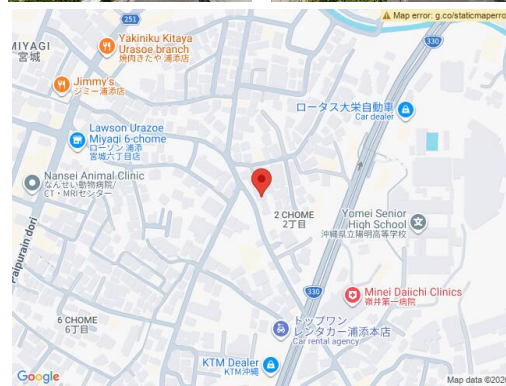 ⚠ Map error: g.co/staticmaperro
251
MIYAGI
宮城
Yakiniku Kitaya
Urasoe branch
焼肉きたや 浦添店
330
Jimmy's
ジミー浦添店
ロータス大栄自動車
Car dealer
Lawson Urazoe
Miyagi 6-chome
ローソン 浦添
宮城六丁目店
Nansei Animal Clinic
なんせい動物病院/
CT・MRIセンター
2 CHOME
2丁目
Yomei Senior
High School
沖縄県立陽明高等学校
Paipurain dori
330
Minei Daiichi Clinics
嶺井第一病院
6 CHOME
6丁目
トップワン
レンタカー浦添本店
Car rental agency
KTM Dealer
KTM沖縄
Google
Map data ©2026